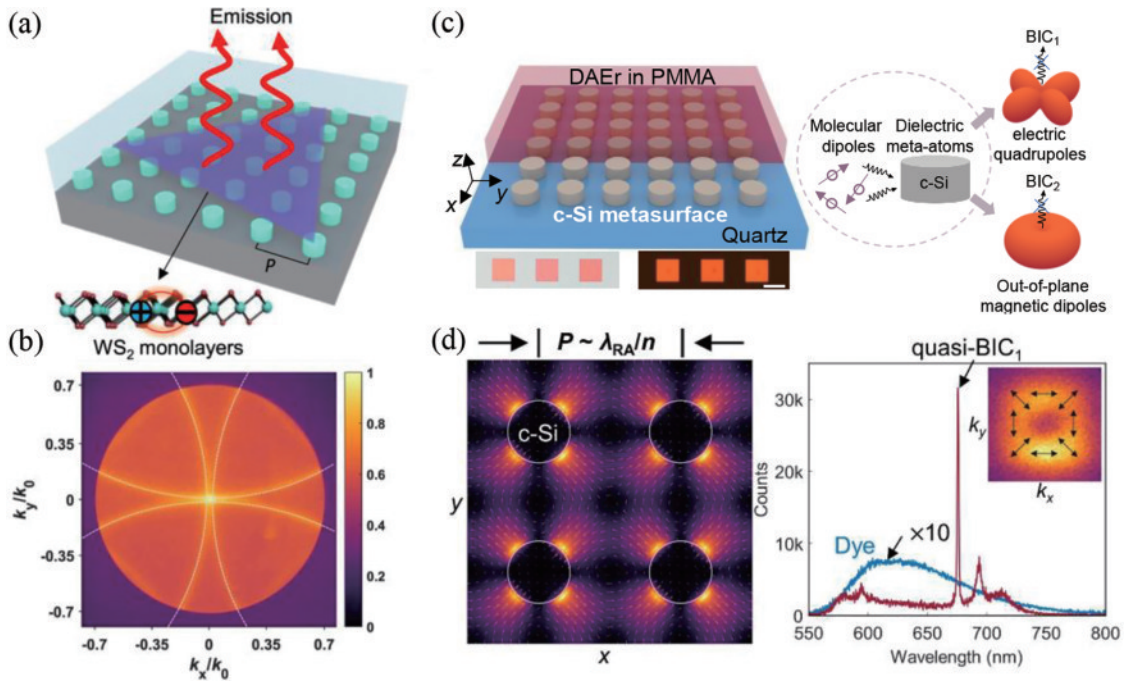 (a)
Emission
P
WS2 monolayers
(b)
0.7
0.35
0
-0.35
-0.7
ky/k0
-0.7
-0.35
0
0.35
0.7
kx/k0
1
0.8
0.6
0.4
0.2
0
(c)
DAEr in PMMA
z
y
x
c-Si metasurface
Quartz
Molecular
dipoles
Dielectric
meta-atoms
c-Si
BIC1
electric
quadrupoles
BIC2
Out-of-plane
magnetic dipoles
(d)
P ~ λRA/n
c-Si
y
x
quasi-BIC1
30k
20k
10k
0
Counts
Dye
×10
ky
kx
550
600
650
700
750
800
Wavelength (nm)